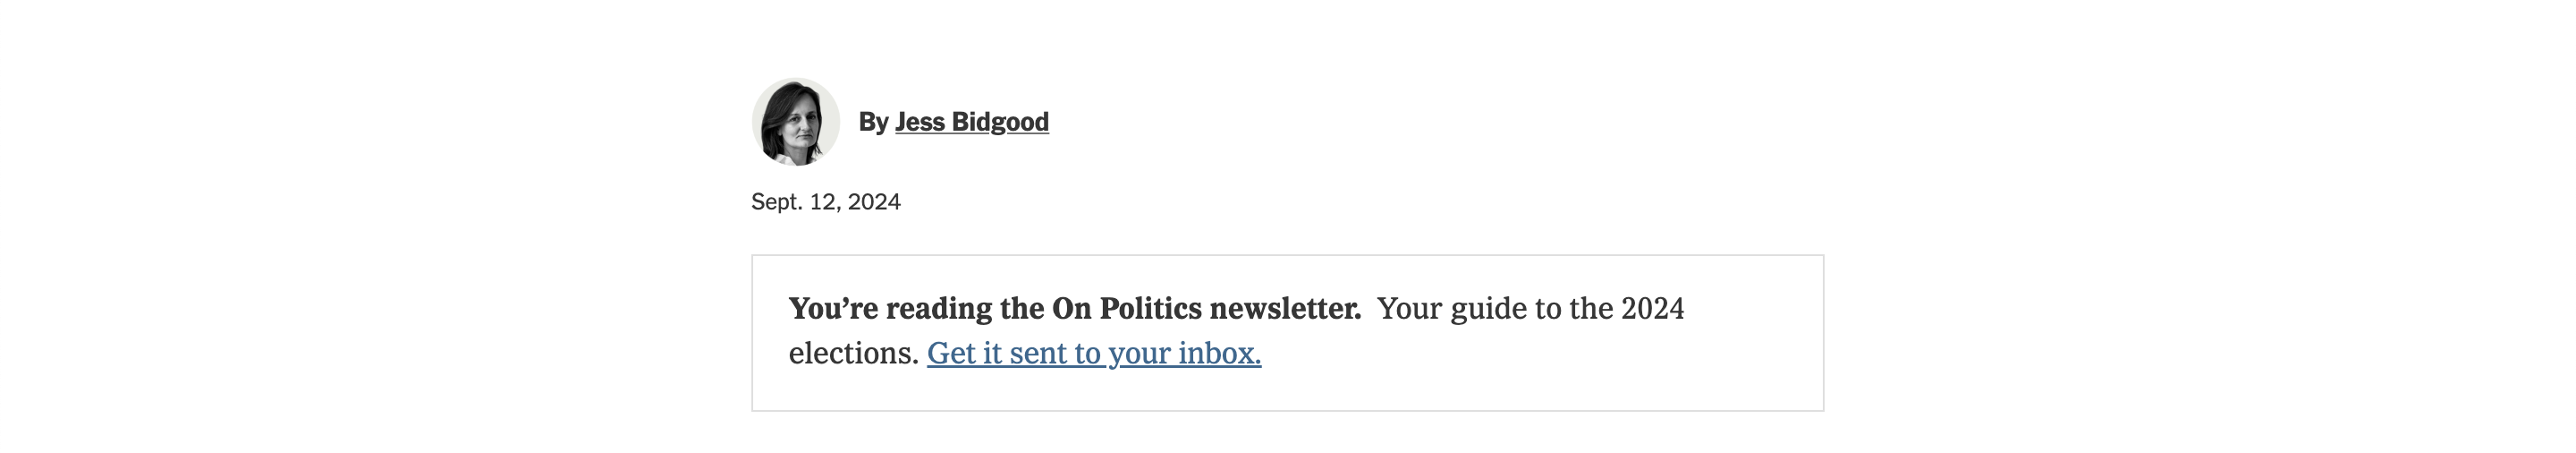 By Jess Bidgood
Sept. 12, 2024
You’re reading the On Politics newsletter.  Your guide to the 2024
elections. Get it sent to your inbox.